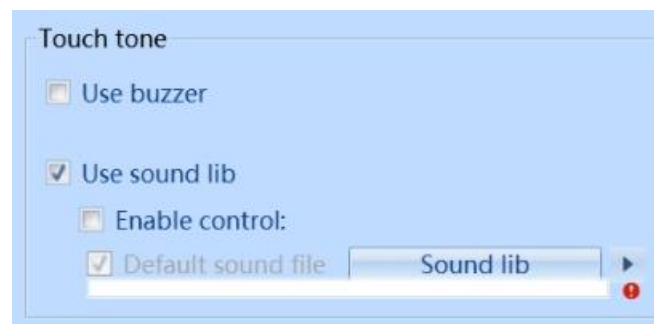 Touch tone
Use buzzer
Use sound lib
Enable control:
Default sound file Sound lib